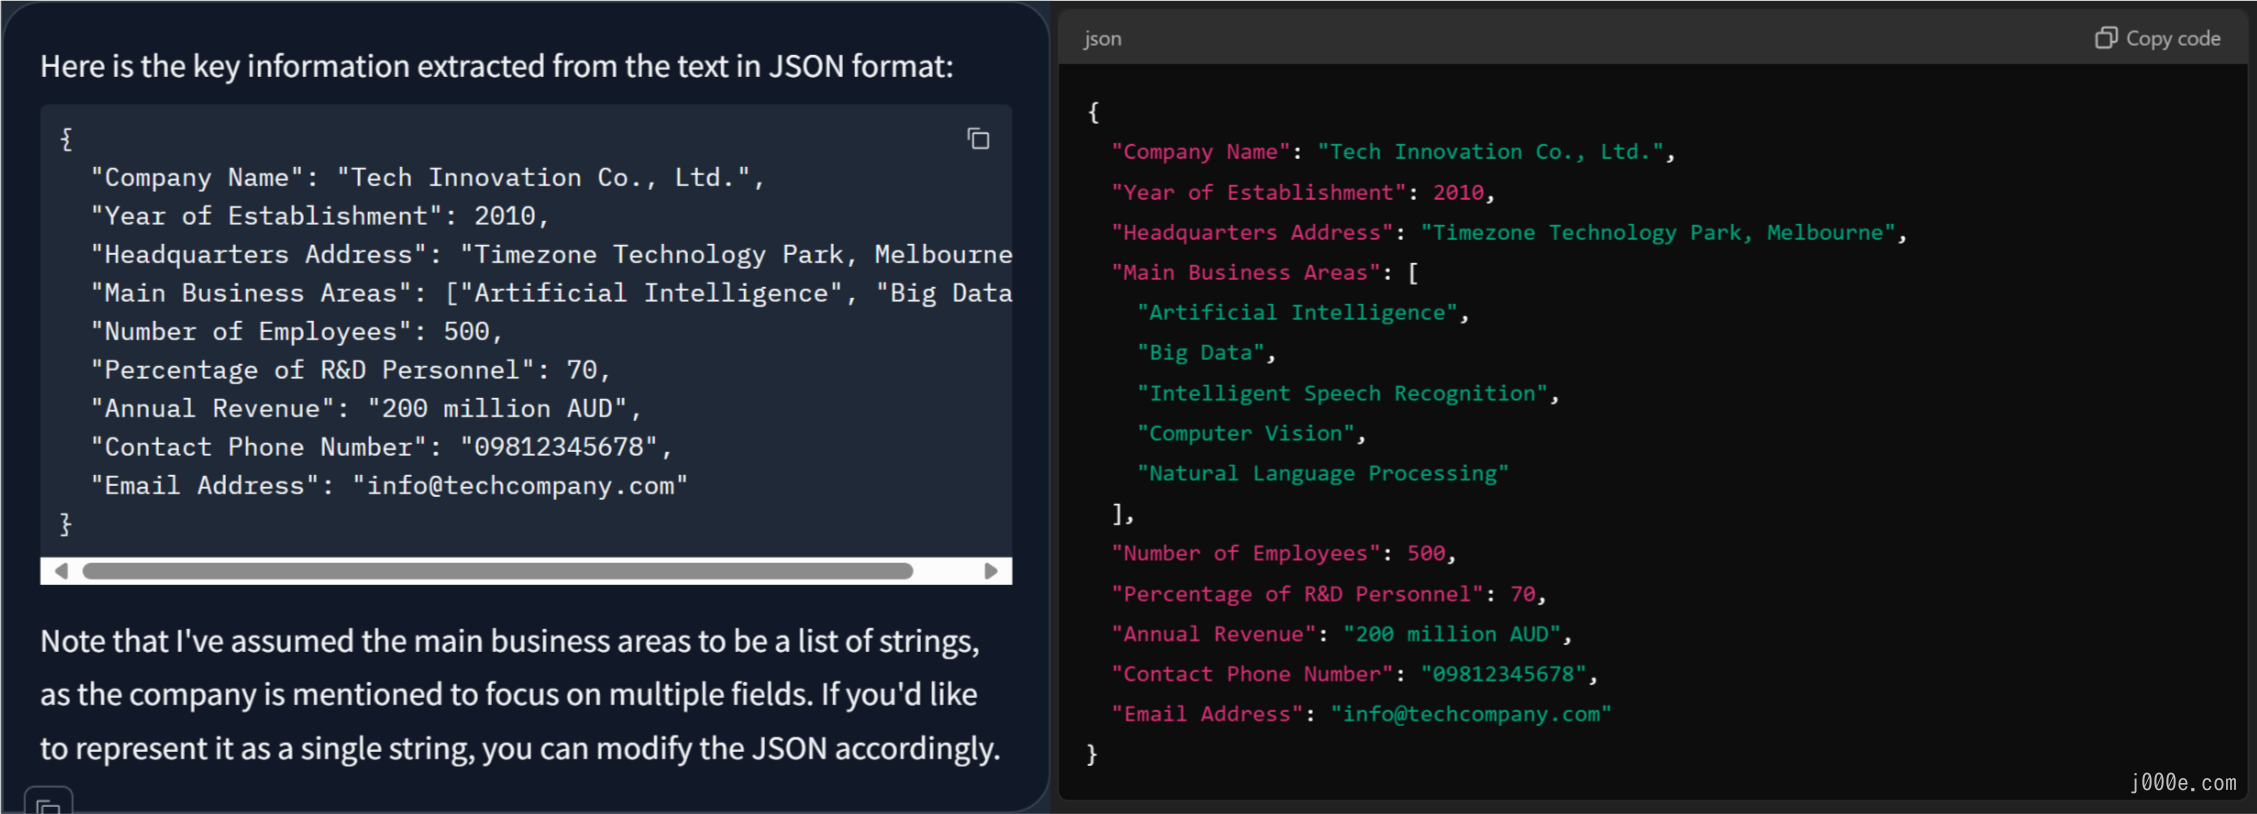 Here is the key information extracted from the text in JSON format:
{
  "Company Name": "Tech Innovation Co., Ltd.",
  "Year of Establishment": 2010,
  "Headquarters Address": "Timezone Technology Park, Melbourne
  "Main Business Areas": ["Artificial Intelligence", "Big Data
  "Number of Employees": 500,
  "Percentage of R&D Personnel": 70,
  "Annual Revenue": "200 million AUD",
  "Contact Phone Number": "09812345678",
  "Email Address": "info@techcompany.com"
}
Note that I've assumed the main business areas to be a list of strings,
as the company is mentioned to focus on multiple fields. If you'd like
to represent it as a single string, you can modify the JSON accordingly.
json
Copy code
{
  "Company Name": "Tech Innovation Co., Ltd.",
  "Year of Establishment": 2010,
  "Headquarters Address": "Timezone Technology Park, Melbourne",
  "Main Business Areas": [
    "Artificial Intelligence",
    "Big Data",
    "Intelligent Speech Recognition",
    "Computer Vision",
    "Natural Language Processing"
  ],
  "Number of Employees": 500,
  "Percentage of R&D Personnel": 70,
  "Annual Revenue": "200 million AUD",
  "Contact Phone Number": "09812345678",
  "Email Address": "info@techcompany.com"
}
j000e.com